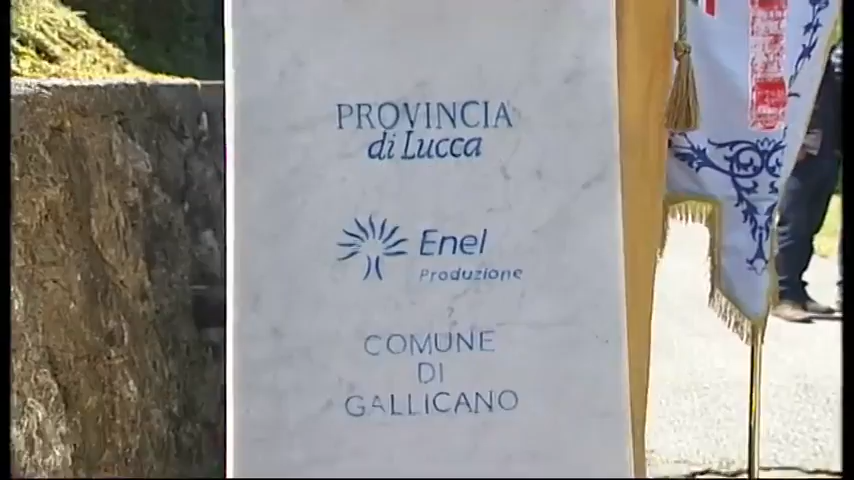 PROVINCIA
di Lucca
Enel
Produzione
COMUNE
DI
GALLICANO